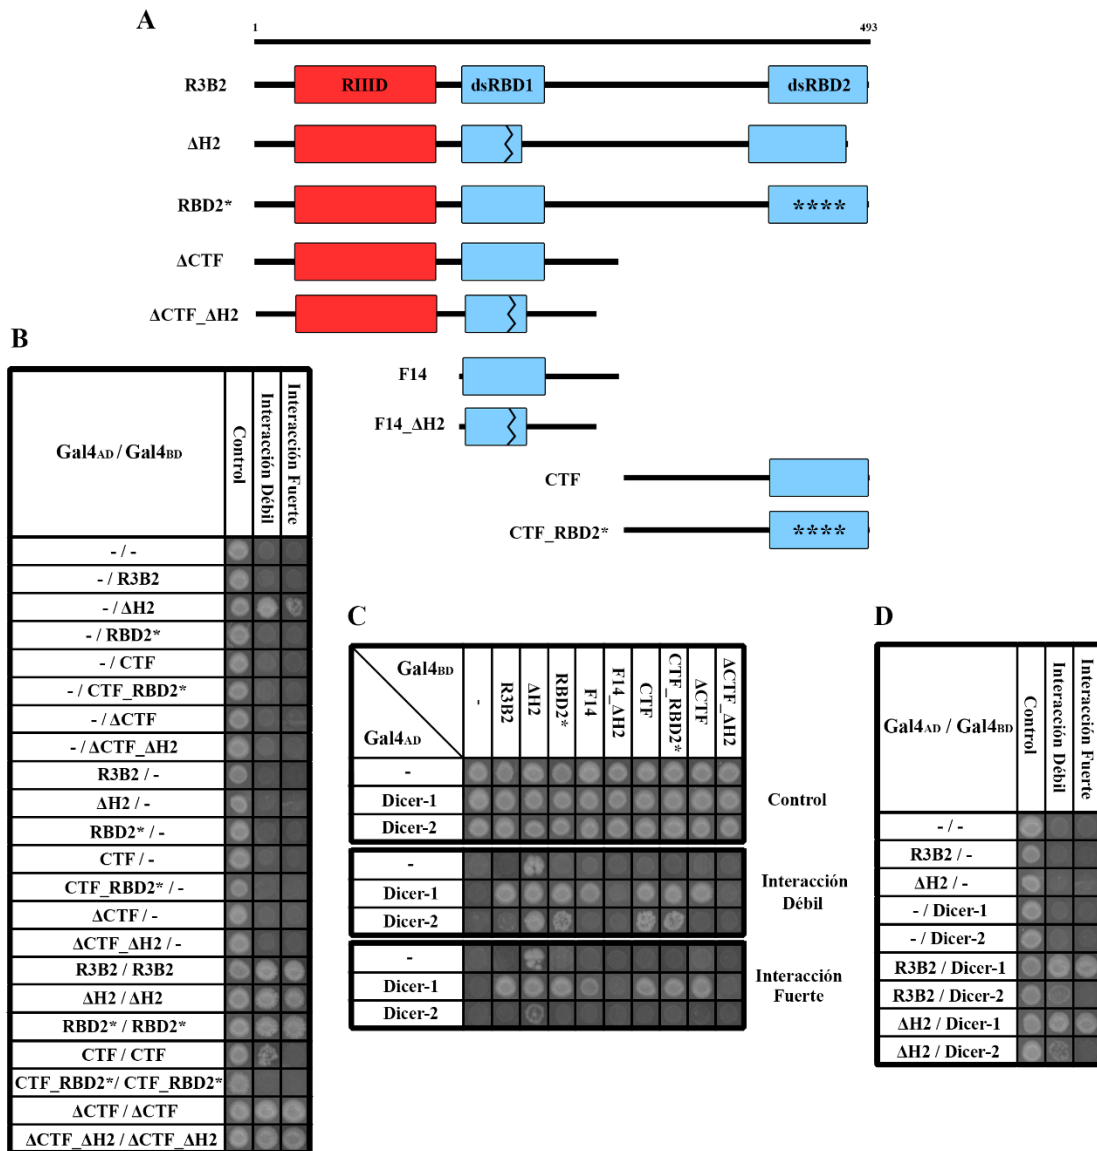 A
1 493
R3B2 RIIID dsRBD1 dsRBD2
ΔH2
RBD2* ****
ΔCTF
ΔCTF_ΔH2
F14
F14_ΔH2
CTF
CTF_RBD2* ****
B
Gal4AD / Gal4BD Control Interacción Débil Interacción Fuerte
- / -
- / R3B2
- / ΔH2
- / RBD2*
- / CTF
- / CTF_RBD2*
- / ΔCTF
- / ΔCTF_ΔH2
R3B2 / -
ΔH2 / -
RBD2* / -
CTF / -
CTF_RBD2* / -
ΔCTF / -
ΔCTF_ΔH2 / -
R3B2 / R3B2
ΔH2 / ΔH2
RBD2* / RBD2*
CTF / CTF
CTF_RBD2*/ CTF_RBD2*
ΔCTF / ΔCTF
ΔCTF_ΔH2 / ΔCTF_ΔH2
C
Gal4BD - R3B2 ΔH2 RBD2* F14 F14_ΔH2 CTF CTF_RBD2* ΔCTF ΔCTF_ΔH2
Gal4AD
-
Dicer-1 Control
Dicer-2
-
Dicer-1 Interacción Débil
Dicer-2
-
Dicer-1 Interacción Fuerte
Dicer-2
D
Gal4AD / Gal4BD Control Interacción Débil Interacción Fuerte
- / -
R3B2 / -
ΔH2 / -
- / Dicer-1
- / Dicer-2
R3B2 / Dicer-1
R3B2 / Dicer-2
ΔH2 / Dicer-1
ΔH2 / Dicer-2